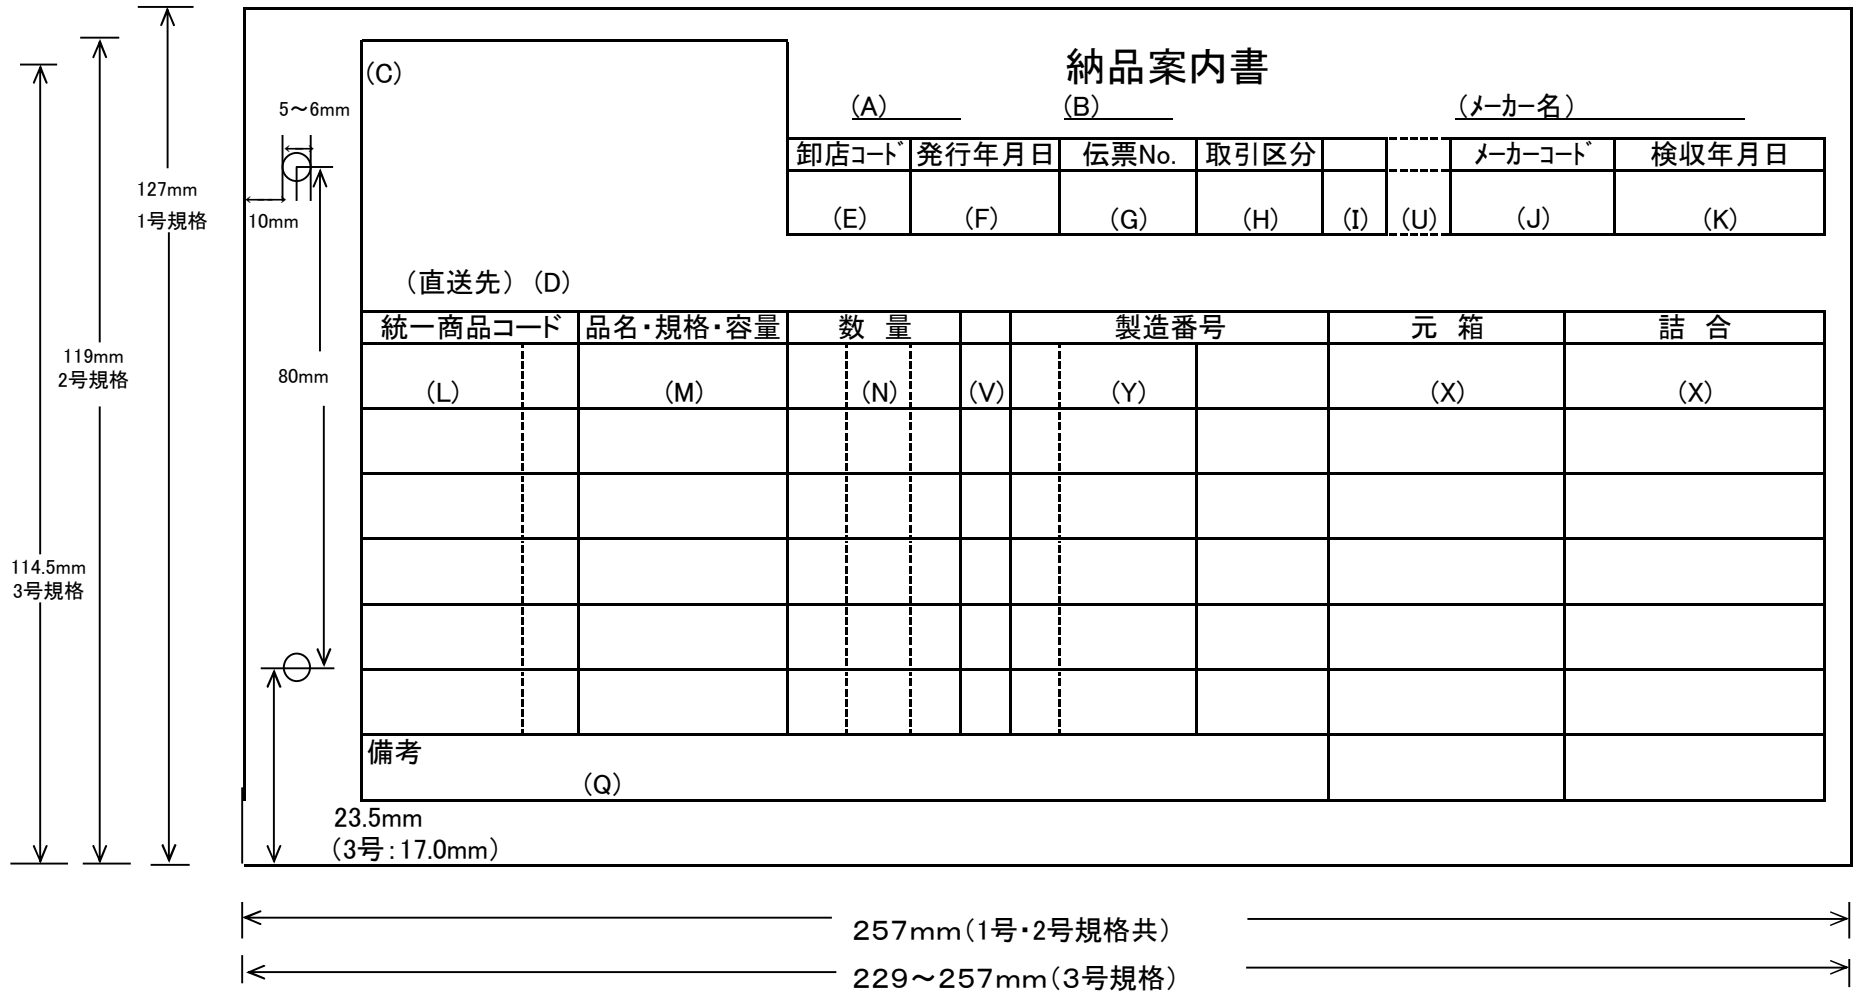 納品案内書
(C)
(A) (B) (ﾒｰｶｰ名)
5～6mm
卸店ｺｰﾄﾞ 発行年月日 伝票No. 取引区分 ﾒｰｶｰｺｰﾄﾞ 検収年月日
127mm
1号規格
10mm
(E) (F) (G) (H) (I) (U) (J) (K)
(直送先) (D)
統一商品コード 品名・規格・容量 数 量 製造番号 元 箱 詰 合
119mm
2号規格
80mm
(L) (M) (N) (V) (Y) (X) (X)
114.5mm
3号規格
備考
(Q)
23.5mm
(3号：17.0mm)
257mm(1号・2号規格共)
229～257mm(3号規格)